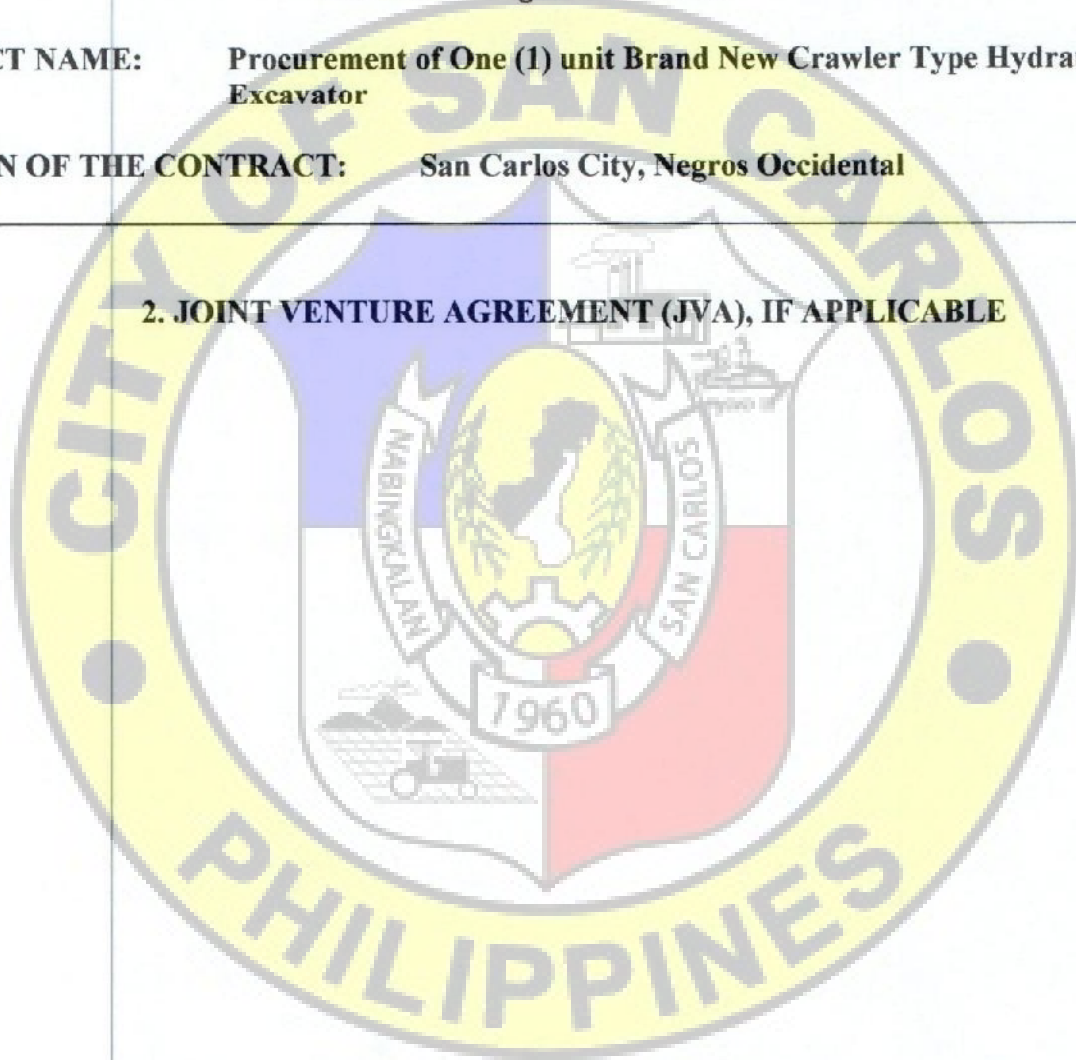 CT NAME: Procurement of One (1) unit Brand New Crawler Type Hydra
Excavator
N OF THE CONTRACT: San Carlos City, Negros Occidental
2. JOINT VENTURE AGREEMENT (JVA), IF APPLICABLE
CITY OF SAN CARLOS
NABINGKALAN
SAN CARLOS
1960
PHILIPPINES